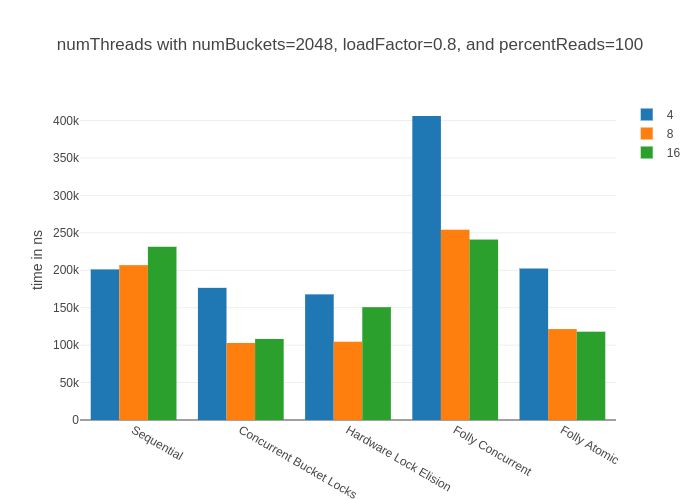 numThreads with numBuckets=2048, loadFactor=0.8, and percentReads=100
4
8
16
time in ns
400k
350k
300k
250k
200k
150k
100k
50k
0
Sequential
Concurrent Bucket Locks
Hardware Lock Elision
Folly Concurrent
Folly Atomic